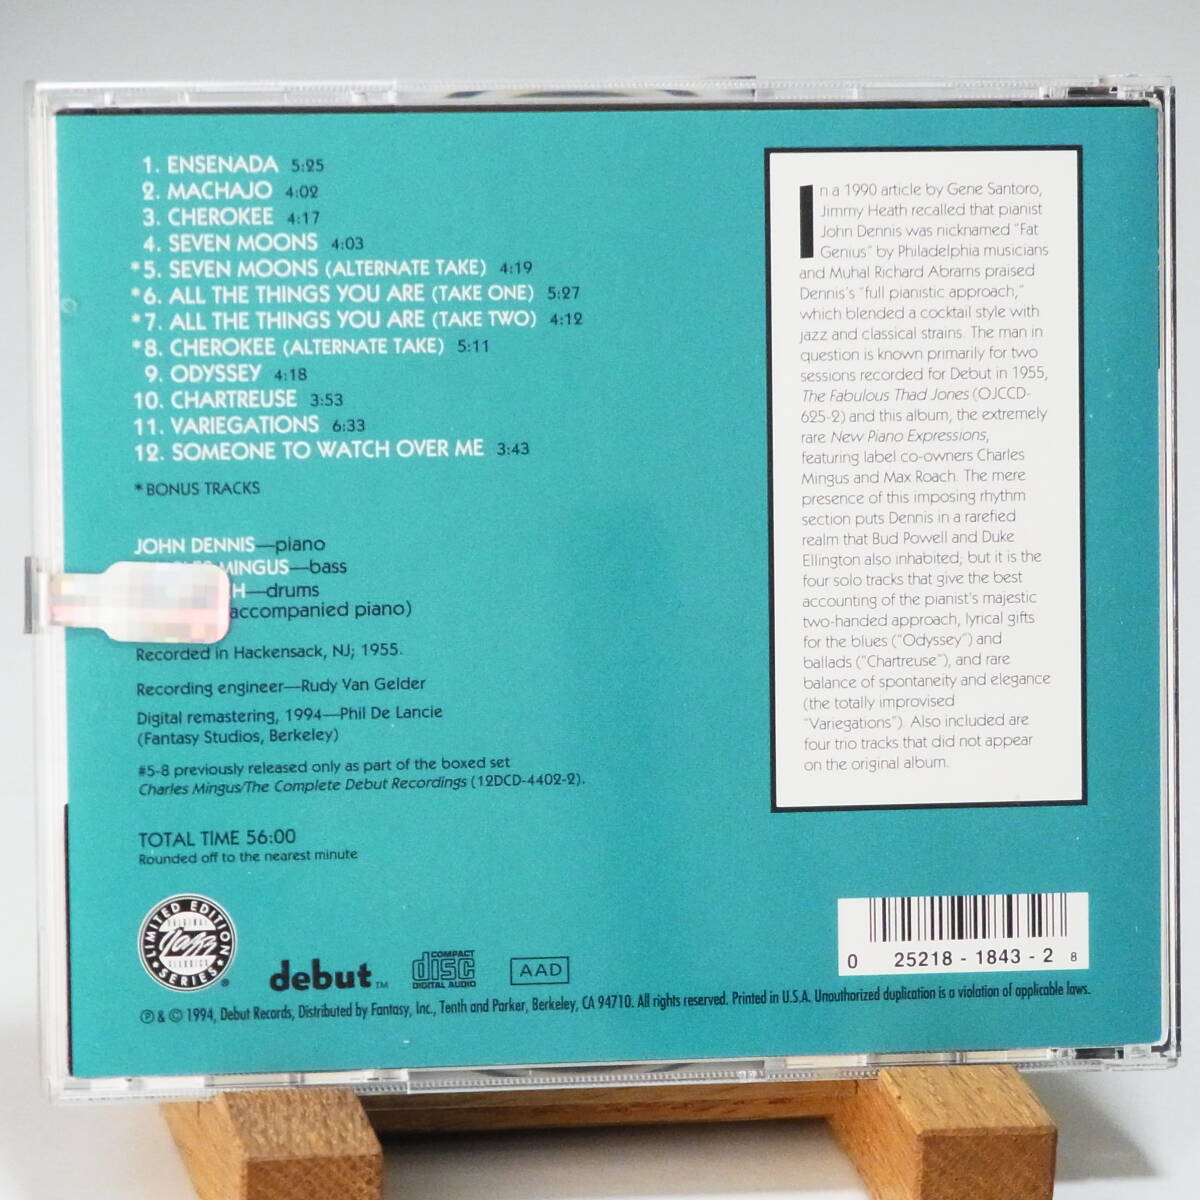 1. ENSENADA 5:25
2. MACHAJO 4:02
3. CHEROKEE 4:17
4. SEVEN MOONS 4:03
*5. SEVEN MOONS (ALTERNATE TAKE) 4:19
*6. ALL THE THINGS YOU ARE (TAKE ONE) 5:27
*7. ALL THE THINGS YOU ARE (TAKE TWO) 4:12
*8. CHEROKEE (ALTERNATE TAKE) 5:11
9. ODYSSEY 4:18
10. CHARTREUSE 3:53
11. VARIEGATIONS 6:33
12. SOMEONE TO WATCH OVER ME 3:43
*BONUS TRACKS
JOHN DENNIS—piano
MINGUS—bass
—drums
accompanied piano)
Recorded in Hackensack, NJ; 1955.
Recording engineer—Rudy Van Gelder
Digital remastering, 1994—Phil De Lancie
(Fantasy Studios, Berkeley)
#5-8 previously released only as part of the boxed set
Charles Mingus/The Complete Debut Recordings (12DCD-4402-2).
TOTAL TIME 56:00
Rounded off to the nearest minute
LIMITED EDITION
ORIGINAL
Jazz
CLASSICS
SERIES
debut TM
COMPACT
disc
DIGITAL AUDIO
AAD
℗ & © 1994, Debut Records, Distributed by Fantasy, Inc., Tenth and Parker, Berkeley, CA 94710. All rights reserved. Printed in U.S.A. Unauthorized duplication is a violation of applicable laws.
In a 1990 article by Gene Santoro,
Jimmy Heath recalled that pianist
John Dennis was nicknamed "Fat
Genius" by Philadelphia musicians
and Muhal Richard Abrams praised
Dennis's "full pianistic approach,"
which blended a cocktail style with
jazz and classical strains. The man in
question is known primarily for two
sessions recorded for Debut in 1955,
The Fabulous Thad Jones (OJCCD-
625-2) and this album, the extremely
rare New Piano Expressions,
featuring label co-owners Charles
Mingus and Max Roach. The mere
presence of this imposing rhythm
section puts Dennis in a rarefied
realm that Bud Powell and Duke
Ellington also inhabited; but it is the
four solo tracks that give the best
accounting of the pianist's majestic
two-handed approach, lyrical gifts
for the blues ("Odyssey") and
ballads ("Chartreuse"), and rare
balance of spontaneity and elegance
(the totally improvised
"Variegations"). Also included are
four trio tracks that did not appear
on the original album.
0 25218-1843-2 8